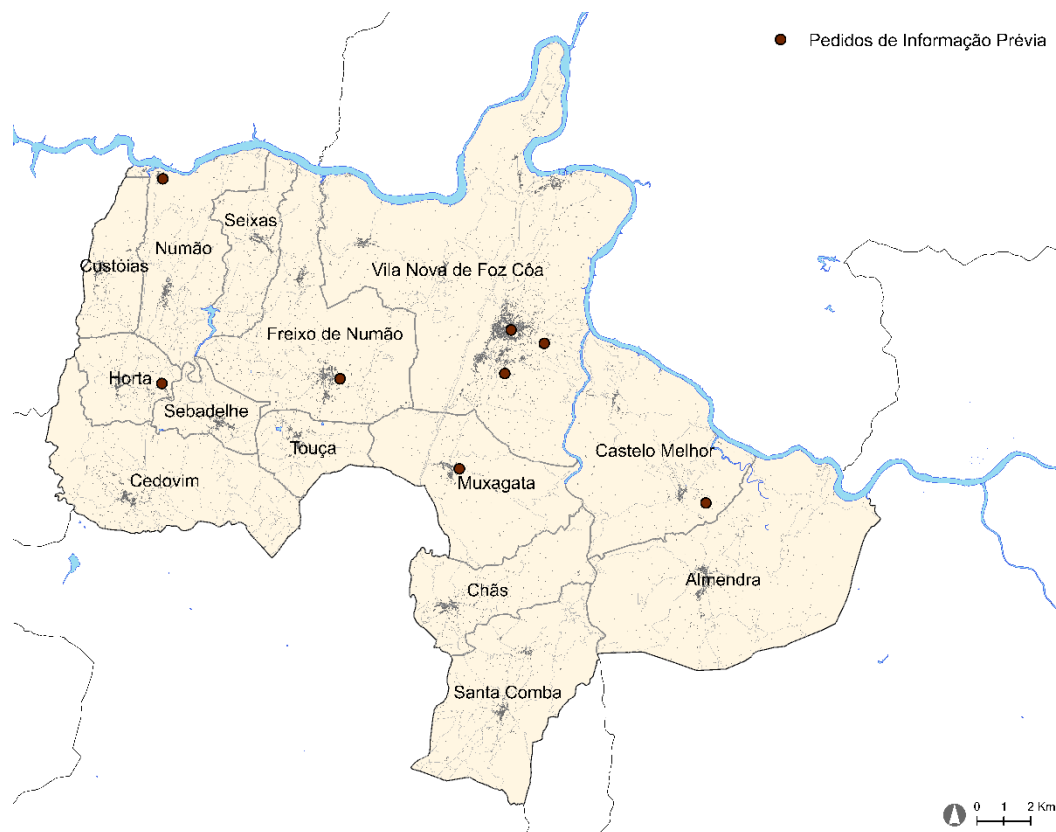 Pedidos de Informação Prévia
Seixas
Numão
Custóias
Vila Nova de Foz Côa
Freixo de Numão
Horta
Sebadelhe
Touça
Castelo Melhor
Cedovim
Muxagata
Almendra
Chãs
Santa Comba
0 1 2 Km